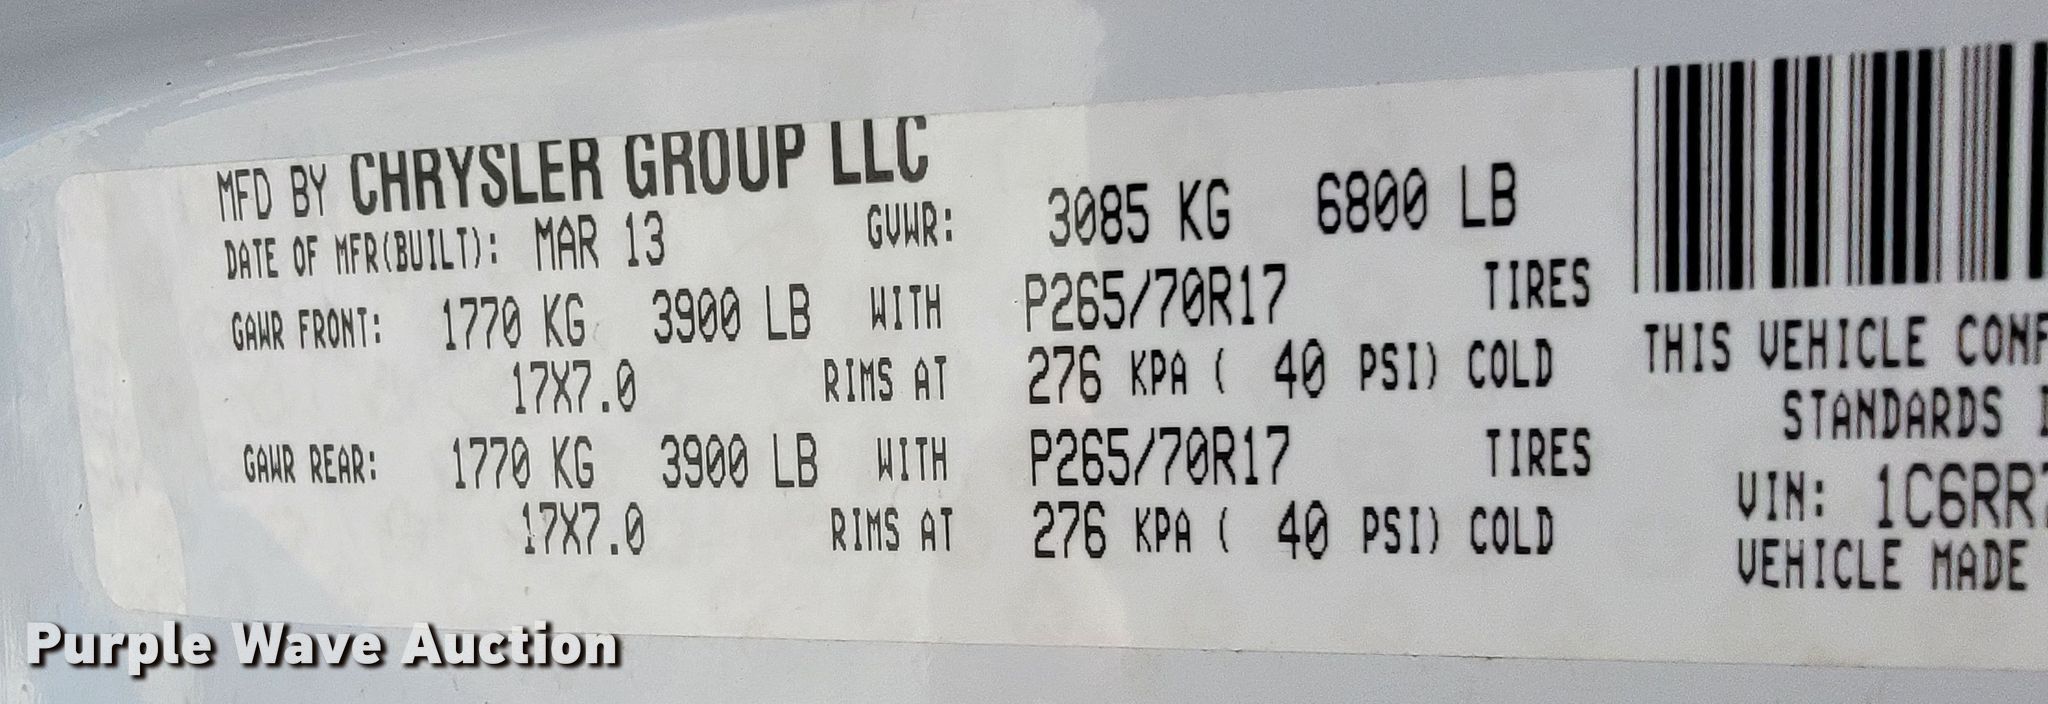 MFD BY CHRYSLER GROUP LLC
DATE OF MFR(BUILT): MAR 13 GVWR: 3085 KG 6800 LB
GAWR FRONT: 1770 KG 3900 LB WITH P265/70R17 TIRES
17X7.0 RIMS AT 276 KPA ( 40 PSI) COLD
GAWR REAR: 1770 KG 3900 LB WITH P265/70R17 TIRES
17X7.0 RIMS AT 276 KPA ( 40 PSI) COLD
THIS VEHICLE CONF
STANDARDS
VIN: 1C6RR7
VEHICLE MADE
Purple Wave Auction